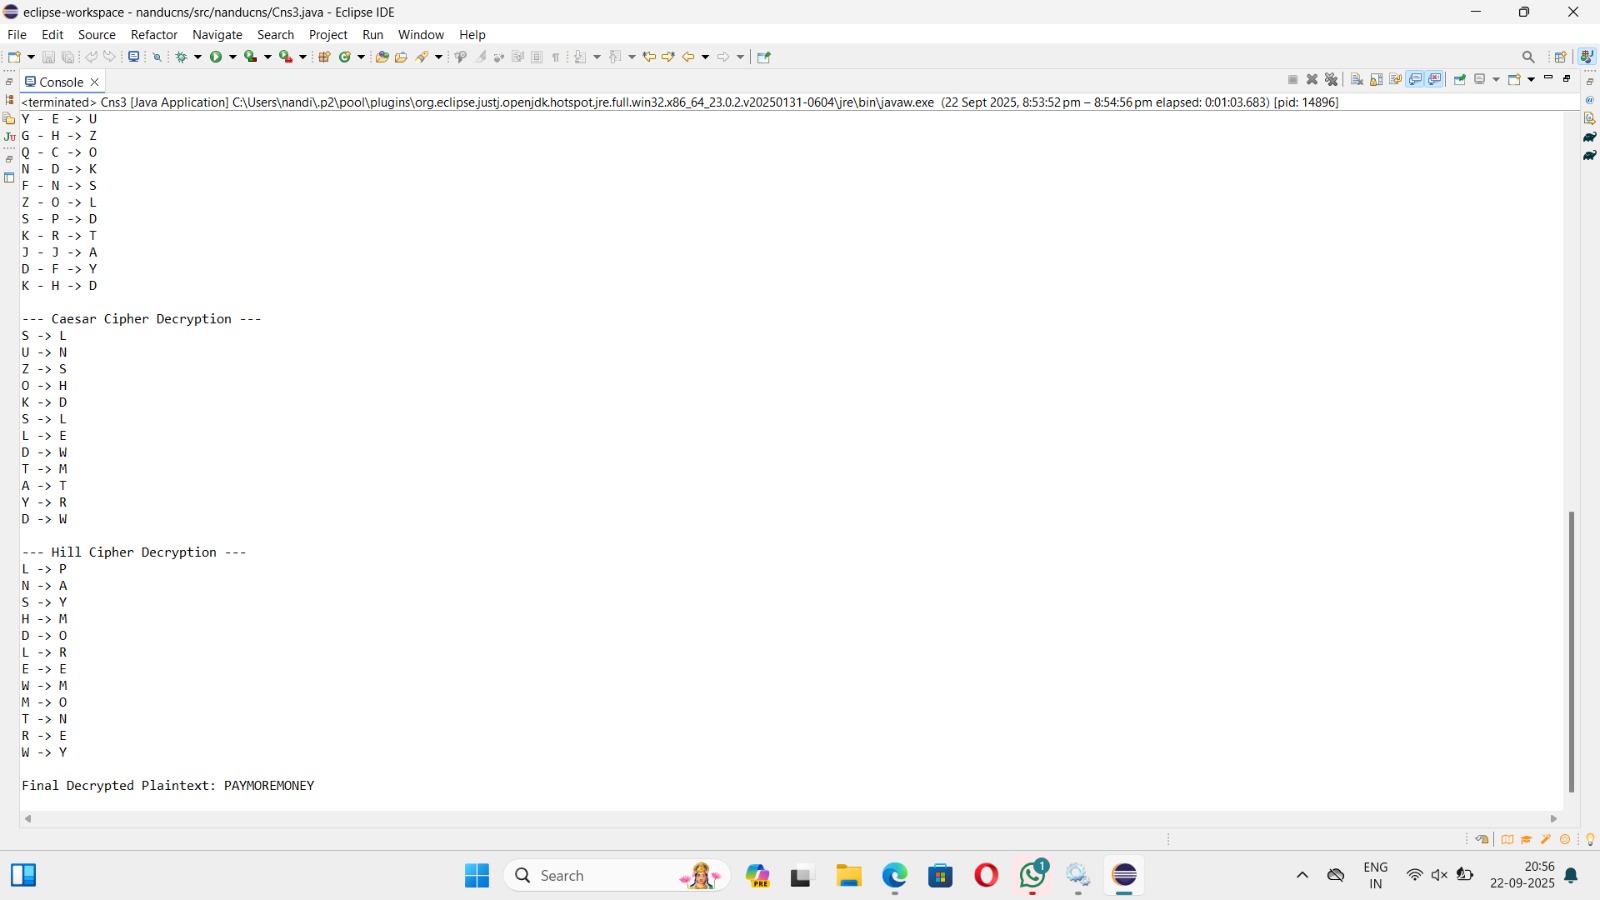 eclipse-workspace - nanducns/src/nanducns/Cns3.java - Eclipse IDE
File Edit Source Refactor Navigate Search Project Run Window Help
Console
<terminated> Cns3 [Java Application] C:\Users\nandi\.p2\pool\plugins\org.eclipse.justj.openjdk.hotspot.jre.full.win32.x86_64_23.0.2.v20250131-0604\jre\bin\javaw.exe (22 Sept 2025, 8:53:52 pm – 8:54:56 pm elapsed: 0:01:03.683) [pid: 14896]
Y - E -> U
G - H -> Z
Q - C -> O
N - D -> K
F - N -> S
Z - O -> L
S - P -> D
K - R -> T
J - J -> A
D - F -> Y
K - H -> D
--- Caesar Cipher Decryption ---
S -> L
U -> N
Z -> S
O -> H
K -> D
S -> L
L -> E
D -> W
T -> M
A -> T
Y -> R
D -> W
--- Hill Cipher Decryption ---
L -> P
N -> A
S -> Y
H -> M
D -> O
L -> R
E -> E
W -> M
M -> O
T -> N
R -> E
W -> Y
Final Decrypted Plaintext: PAYMOREMONEY
Search
PRE
1
ENG
IN
20:56
22-09-2025